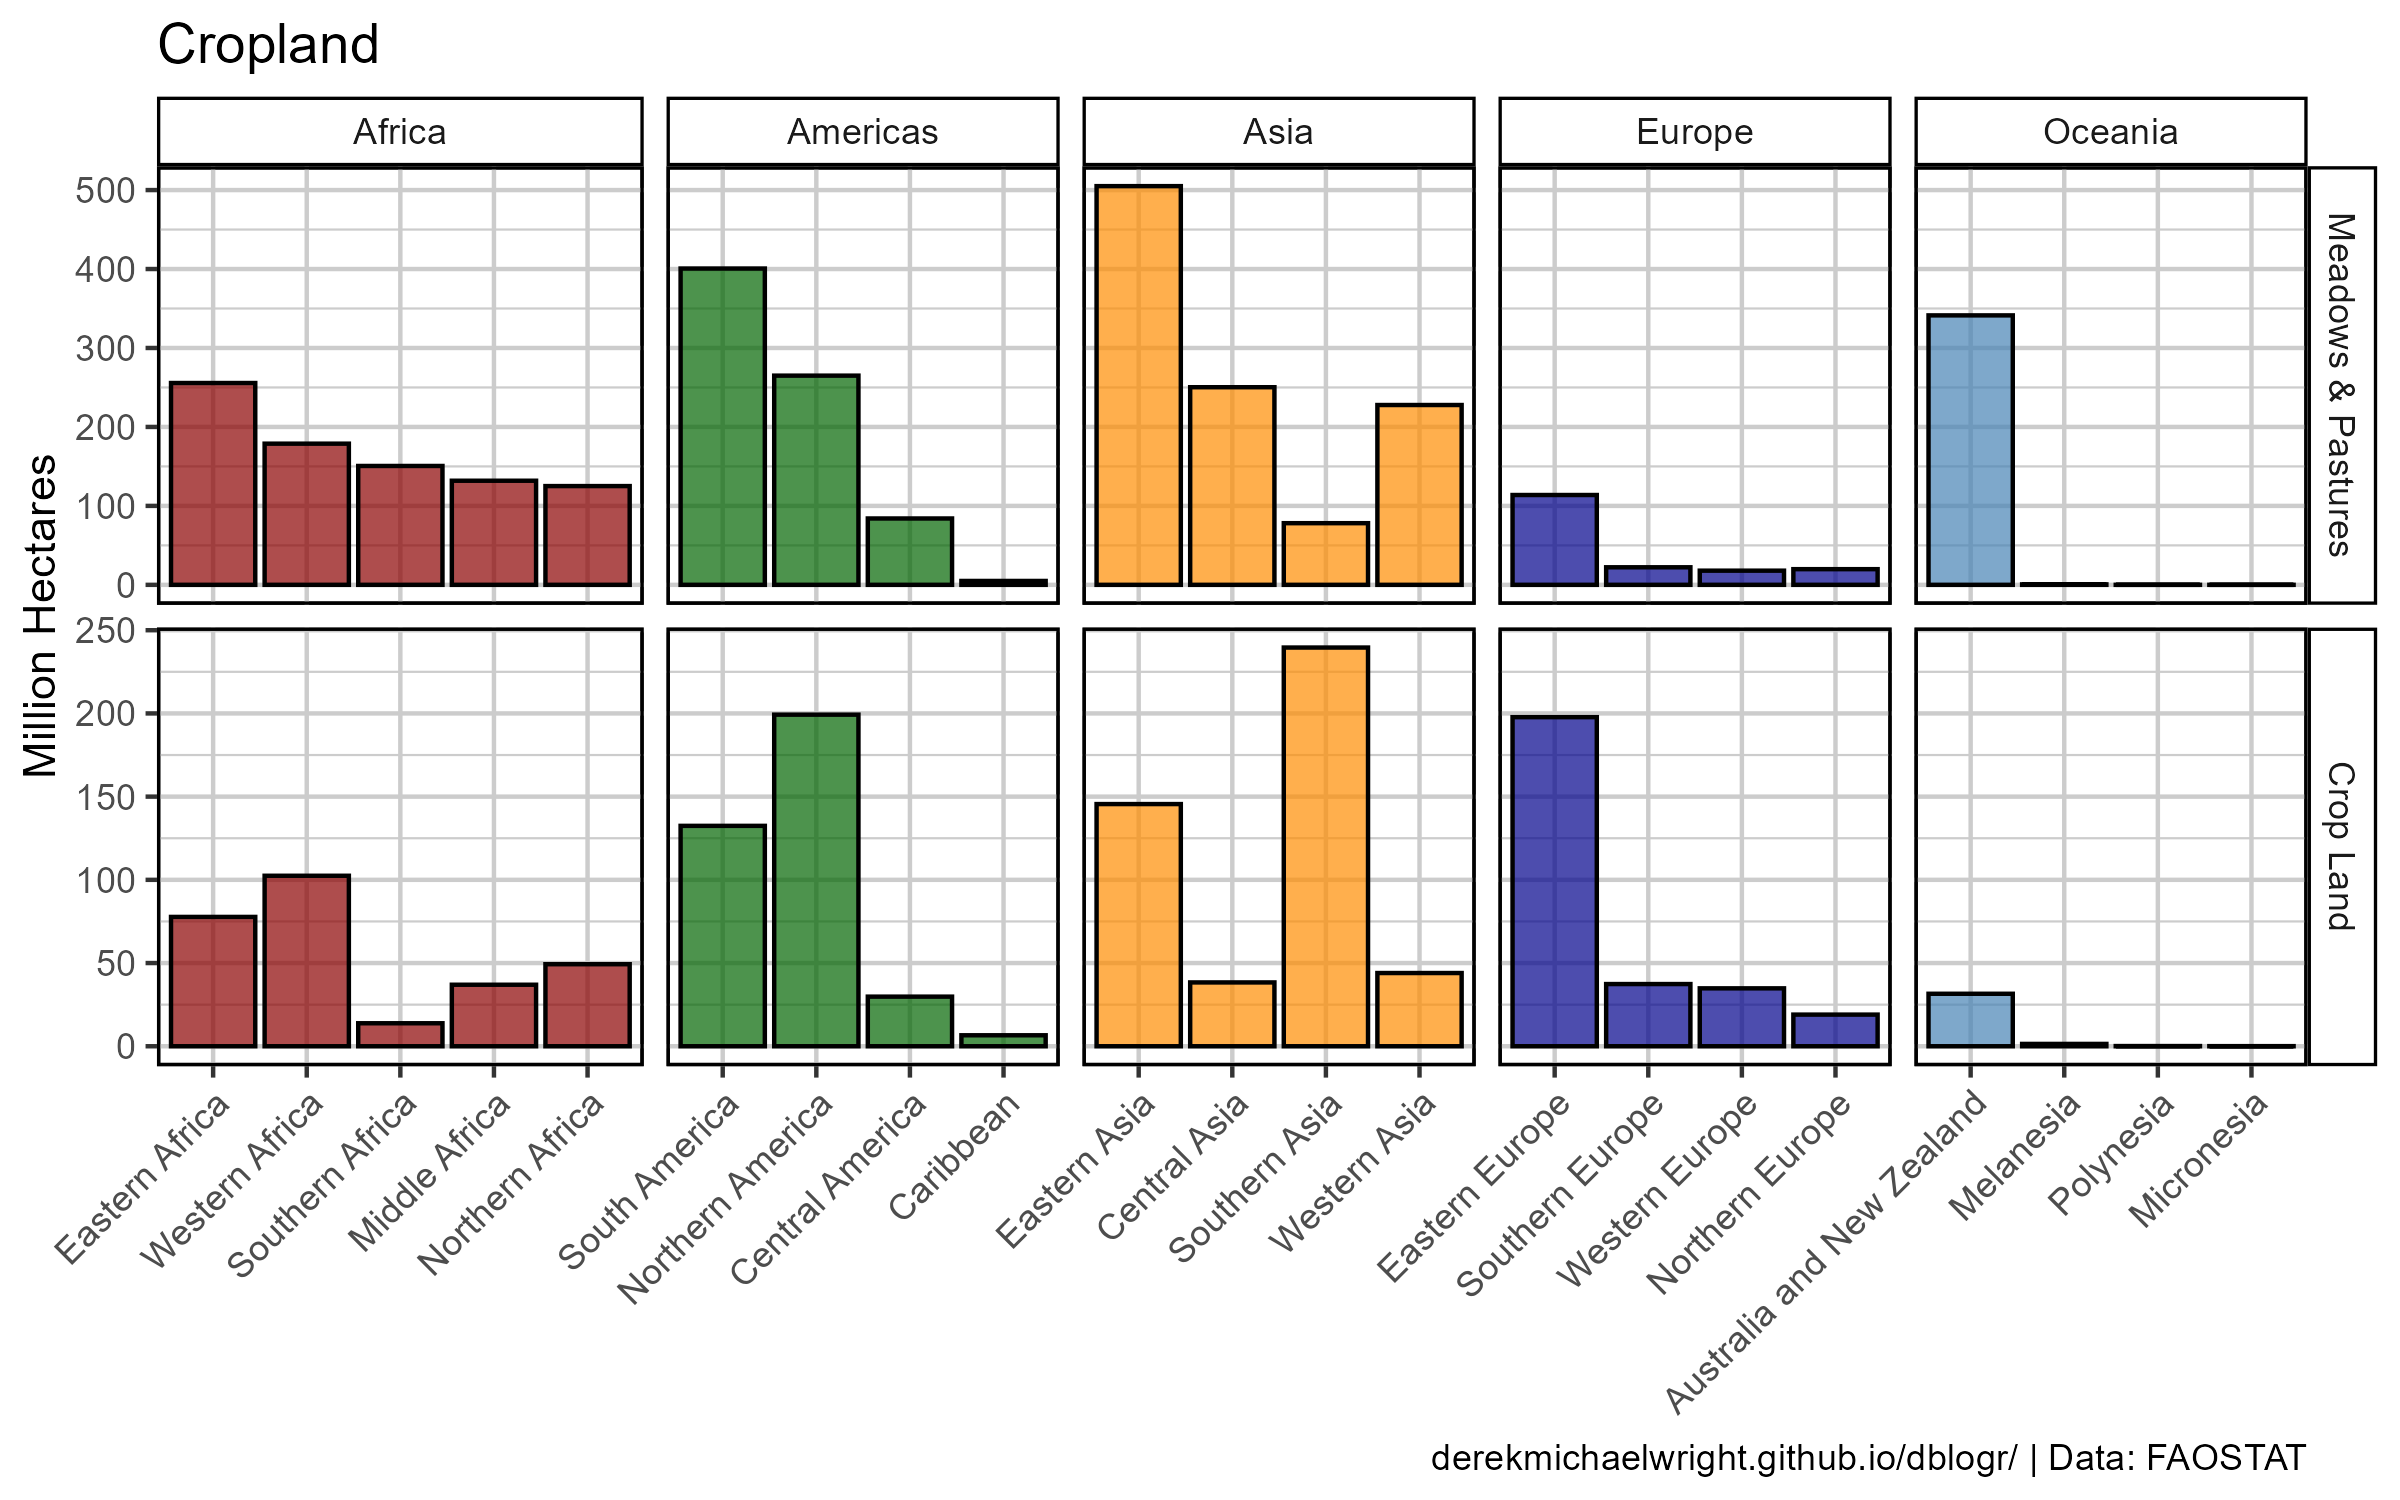 Cropland
Africa
Americas
Asia
Europe
Oceania
Million Hectares
500
400
300
200
100
0
Meadows & Pastures
250
200
150
100
50
0
Crop Land
Eastern Africa
Western Africa
Southern Africa
Middle Africa
Northern Africa
South America
Northern America
Central America
Caribbean
Eastern Asia
Central Asia
Southern Asia
Western Asia
Eastern Europe
Southern Europe
Western Europe
Northern Europe
Australia and New Zealand
Melanesia
Polynesia
Micronesia
derekmichaelwright.github.io/dblogr/ | Data: FAOSTAT